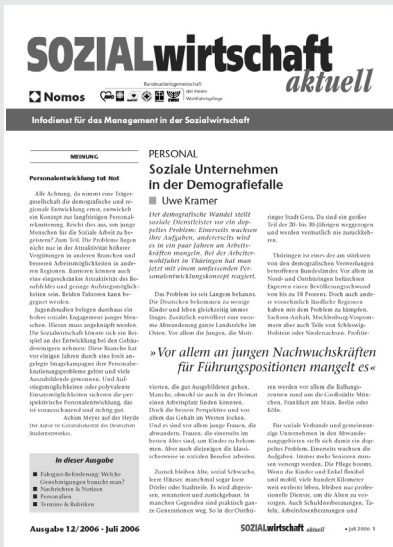 SOZIALwirtschaft
aktuell
Bundesarbeitsgemeinschaft
der Freien
Wohlfahrtspflege
Nomos
Infodienst für das Management in der Sozialwirtschaft
MEINUNG
Personalentwicklung tut Not
Alle Achtung, da nimmt eine Träger-
gesellschaft die demografische und re-
gionale Entwicklung ernst, entwickelt
ein Konzept zur langfristigen Personal-
rekrutierung. Reicht dies aus, um junge
Menschen für die Soziale Arbeit zu be-
geistern? Zum Teil. Die Probleme liegen
nicht nur in der Attraktivität höherer
Vergütungen in anderen Branchen und
besseren Arbeitsmöglichkeiten in ande-
ren Regionen. Barrieren können auch
eine eingeschränkte Attraktivität des Be-
rufsfeldes und geringe Aufstiegsmöglich-
keiten sein. Beiden Faktoren kann be-
gegnet werden.
Jugendstudien belegen durchaus ein
hohes soziales Engagement junger Men-
schen. Hieran muss angeknüpft werden.
Die Sozialwirtschaft könnte sich ein Bei-
spiel an der Entwicklung bei den Gebäu-
dereinigern nehmen: Diese Branche hat
vor einigen Jahren durch eine breit an-
gelegte Imagekampagne ihre Personalre-
krutierungsprobleme gelöst und viele
Auszubildende gewonnen. Und Auf-
stiegsmöglichkeiten oder polyvalente
Einsatzmöglichkeiten sichern die per-
spektivische Personalentwicklung, das
ist vorausschauend und richtig gut.
Achim Meyer auf der Heyde
Der Autor ist Generalsekretär des Deutschen
Studentenwerkes.
In dieser Ausgabe
Fahrgast-Beförderung: Welche
Genehmigungen braucht man?
Nachrichten & Notizen
Personalien
Termine & Rubriken
Ausgabe 12/2006 · Juli 2006
PERSONAL
Soziale Unternehmen
in der Demografiefalle
Uwe Kramer
Der demografische Wandel stellt
soziale Dienstleister vor ein dop-
peltes Problem: Einerseits wachsen
ihre Aufgaben, andererseits wird
es in ein paar Jahren an Arbeits-
kräften mangeln. Bei der Arbeiter-
wohlfahrt in Thüringen hat man
jetzt mit einem umfassenden Per-
sonalentwicklungskonzept reagiert.
Das Problem ist seit Langem bekannt.
Die Deutschen bekommen zu wenige
Kinder und leben gleichzeitig immer
länger. Zusätzlich entvölkert eine enor-
me Abwanderung ganze Landstriche im
Osten. Vor allem die Jungen, die Moti-
ringer Stadt Gera. Da sind ein großer
Teil der 20- bis 30-Jährigen weggezogen
und werden vermutlich nie zurückkeh-
ren.
Thüringen ist eines der am stärksten
von den demografischen Verwerfungen
betroffenen Bundesländer. Vor allem in
Nord- und Ostthüringen befürchten
Experten einen Bevölkerungsschwund
von bis zu 18 Prozent. Doch auch ande-
re vornehmlich ländliche Regionen
haben mit dem Problem zu kämpfen.
Sachsen-Anhalt, Mecklenburg-Vorpom-
mern aber auch Teile von Schleswig-
Holstein oder Niedersachsen. Profitie-
»Vor allem an jungen Nachwuchskräften
für Führungspositionen mangelt es«
vierten, die gut Ausgebildeten gehen.
Manche, obwohl sie auch in der Heimat
einen Arbeitsplatz finden könnten.
Doch die bessere Perspektive und vor
allem das Gehalt im Westen locken.
Und es sind vor allem junge Frauen, die
abwandern. Frauen, die einerseits im
besten Alter sind, um Kinder zu bekom-
men. Aber auch diejenigen die klassi-
scherweise in sozialen Berufen arbeiten.
Zurück bleiben Alte, sozial Schwache,
leere Häuser, manchmal sogar leere
Dörfer oder Stadtteile. Es wird abgeris-
sen, renaturiert und zurückgebaut. In
manchen Gegenden sind praktisch gan-
ze Generationen weg. So in der Ostthü-
ren werden vor allem die Ballungs-
zentren rund um die Großstädte Mün-
chen, Frankfurt am Main, Berlin oder
Köln.
Für soziale Verbände und gemeinnüt-
zige Unternehmen in den Abwande-
rungsgebieten stellt sich damit ein dop-
peltes Problem. Einerseits wachsen die
Aufgaben. Immer mehr Senioren müs-
sen versorgt werden. Die Pflege boomt.
Wenn die Kinder und Enkel flexibel
und mobil, viele hundert Kilometer
weit entfernt leben, bleiben nur profes-
sionelle Dienste, um die Alten zu ver-
sorgen. Auch Schuldnerberatungen, Ta-
feln, Arbeitslosenberatungen und
SOZIALwirtschaft aktuell
• Juli 2006 1